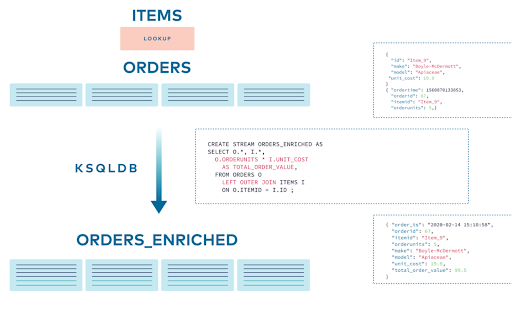 ITEMS
LOOKUP
ORDERS
{
"id": "Item_9",
"make": "Boyle-McDermott",
"model": "Apiaceae",
"unit_cost": 19.9
}
{ "ordertime": 1560070133853,
"orderid": 67,
"itemid": "Item_9",
"orderunits": 5,}
KSQLDB
CREATE STREAM ORDERS_ENRICHED AS
SELECT O.*, I.*,
O.ORDERUNITS * I.UNIT_COST
AS TOTAL_ORDER_VALUE,
FROM ORDERS O
LEFT OUTER JOIN ITEMS I
ON O.ITEMID = I.ID ;
ORDERS_ENRICHED
{ "order_ts": "2020-02-14 15:10:58",
"orderid": 67,
"itemid": "Item_9",
"orderunits": 5,
"make": "Boyle-McDermott",
"model": "Apiaceae",
"unit_cost": 19.9,
"total_order_value": 99.5
}